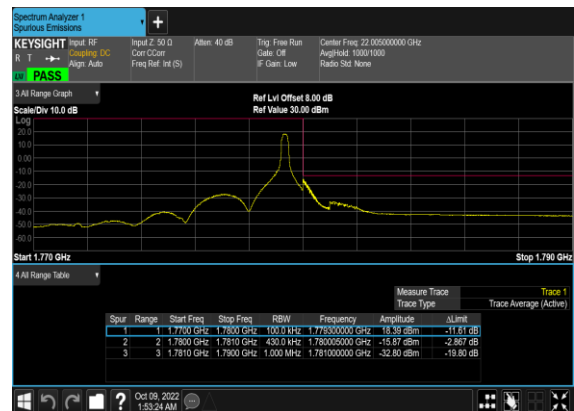 Spectrum Analyzer 1
Spurious Emissions
+
KEYSIGHT Input: RF Input Z: 50 Ω Atten: 40 dB Trig: Free Run Center Freq: 22.005000000 GHz
R T Coupling: DC Corr CCorr Gate: Off Avg|Hold: 1000/1000
Align: Auto Freq Ref: Int (S) IF Gain: Low Radio Std: None
PASS
3 All Range Graph
Ref Lvl Offset 8.00 dB
Scale/Div 10.0 dB Ref Value 30.00 dBm
Log
20.0
10.0
0.00
-10.0
-20.0
-30.0
-40.0
-50.0
-60.0
Start 1.770 GHz Stop 1.790 GHz
4 All Range Table
Measure Trace Trace 1
Trace Type Trace Average (Active)
Spur Range Start Freq Stop Freq RBW Frequency Amplitude ΔLimit
1 1 1.7700 GHz 1.7800 GHz 100.0 kHz 1.779300000 GHz 18.39 dBm -11.61 dB
2 2 1.7800 GHz 1.7810 GHz 430.0 kHz 1.780005000 GHz -15.87 dBm -2.867 dB
3 3 1.7810 GHz 1.7900 GHz 1.000 MHz 1.781000000 GHz -32.80 dBm -19.80 dB
? Oct 09, 2022
1:53:24 AM